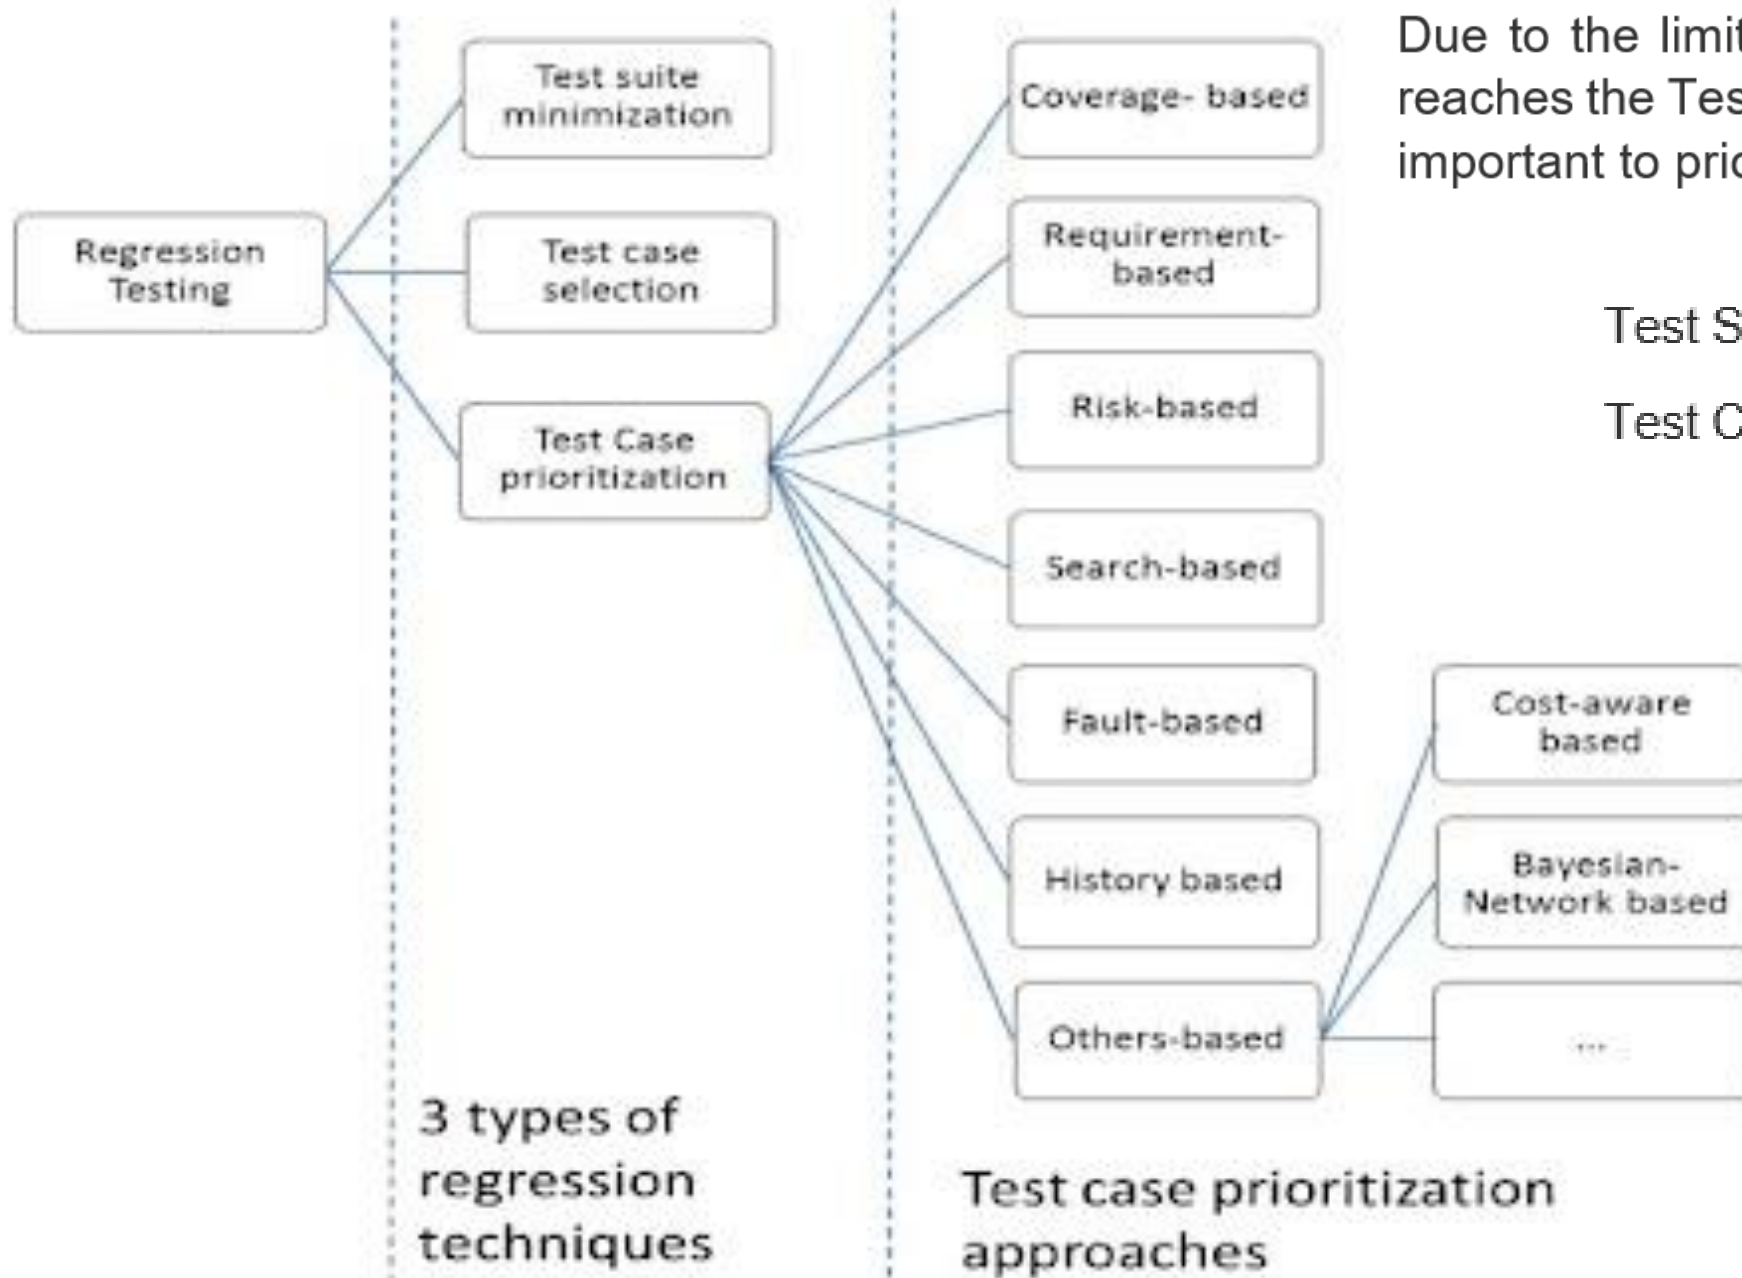 Regression
Testing
Test suite
minimization
Test case
selection
Test Case
prioritization
3 types of
regression
techniques
Coverage- based
Requirement-
based
Risk-based
Search-based
Fault-based
History based
Others-based
Cost-aware
based
Bayesian-
Network based
...
Test case prioritization
approaches
Due to the limit
reaches the Tes
important to prio
Test S
Test C